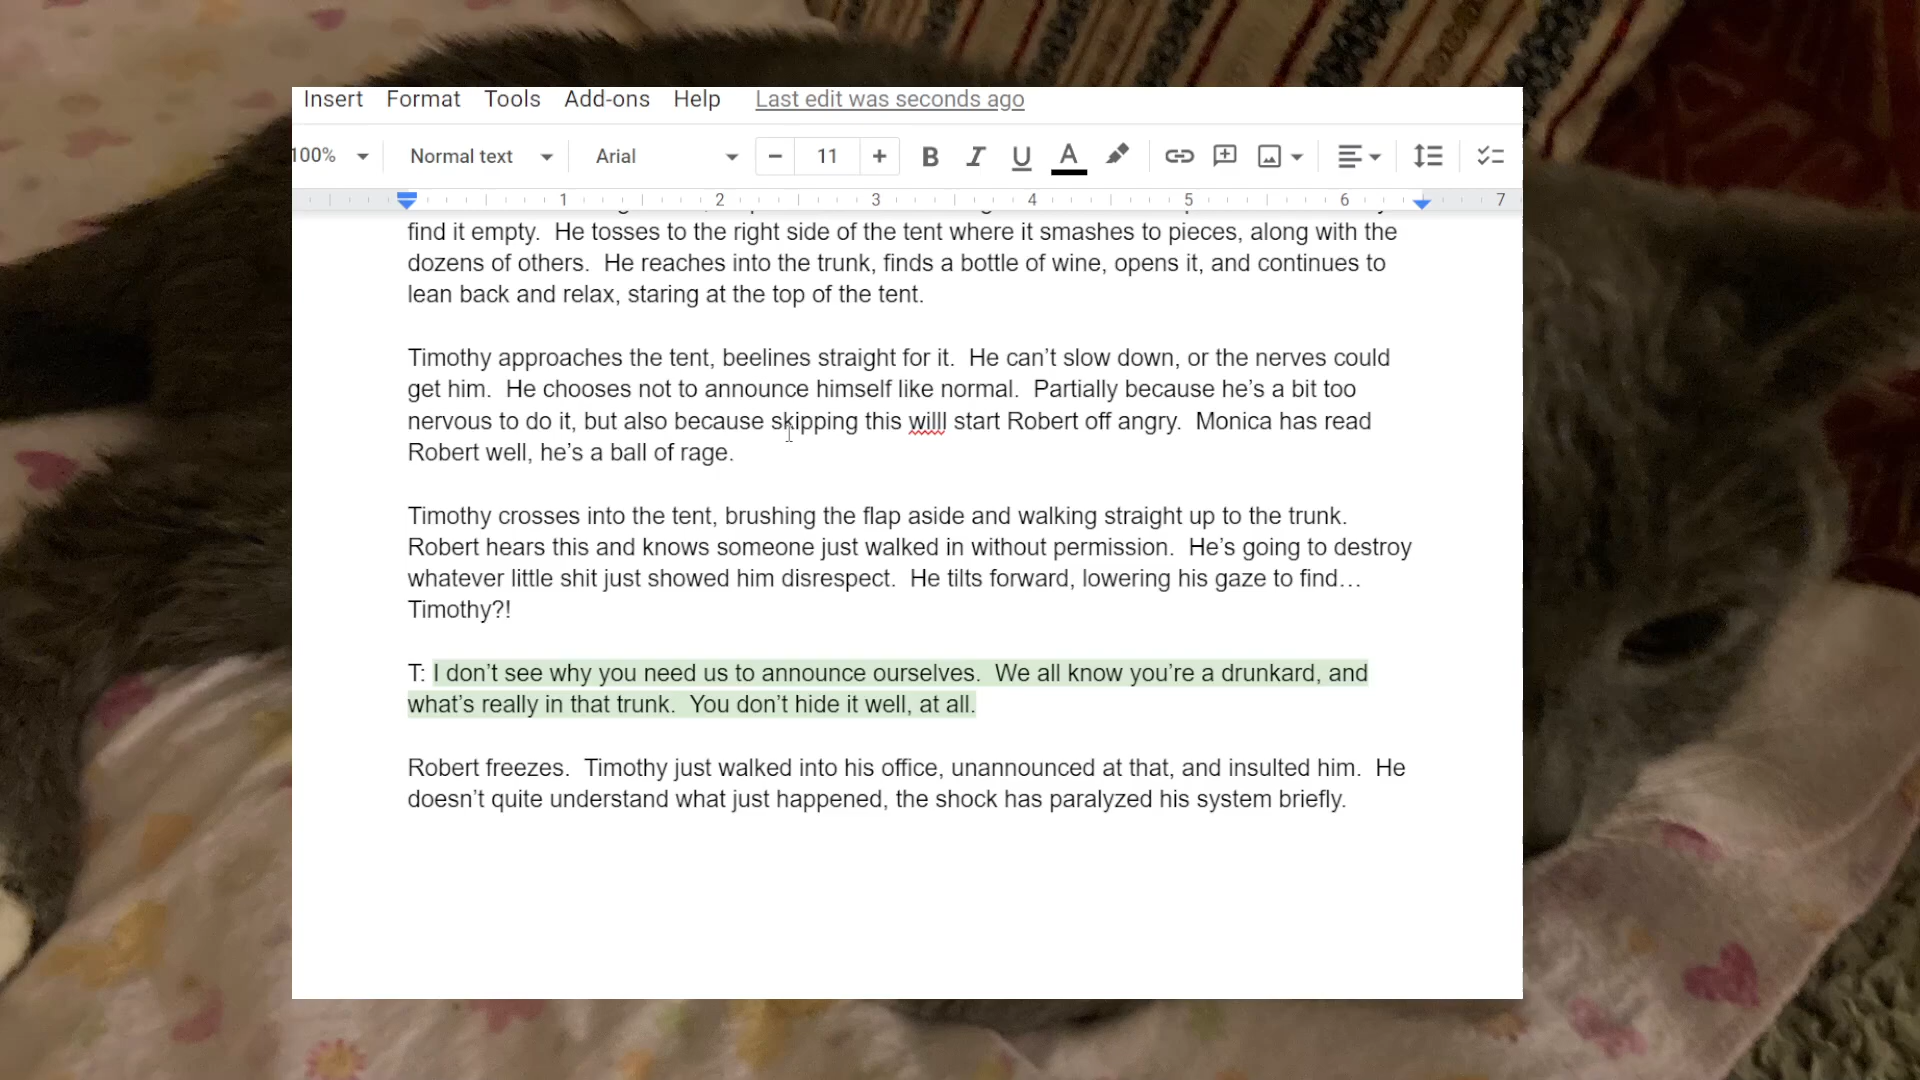 Insert Format Tools Add-ons Help Last edit was seconds ago
100% Normal text Arial 11 B I U A
1 2 3 4 5 6 7
find it empty.  He tosses to the right side of the tent where it smashes to pieces, along with the
dozens of others.  He reaches into the trunk, finds a bottle of wine, opens it, and continues to
lean back and relax, staring at the top of the tent.
Timothy approaches the tent, beelines straight for it.  He can’t slow down, or the nerves could
get him.  He chooses not to announce himself like normal.  Partially because he’s a bit too
nervous to do it, but also because skipping this willl start Robert off angry.  Monica has read
Robert well, he’s a ball of rage.
Timothy crosses into the tent, brushing the flap aside and walking straight up to the trunk.
Robert hears this and knows someone just walked in without permission.  He’s going to destroy
whatever little shit just showed him disrespect.  He tilts forward, lowering his gaze to find…
Timothy?!
T: I don’t see why you need us to announce ourselves.  We all know you’re a drunkard, and
what’s really in that trunk.  You don’t hide it well, at all.
Robert freezes.  Timothy just walked into his office, unannounced at that, and insulted him.  He
doesn’t quite understand what just happened, the shock has paralyzed his system briefly.